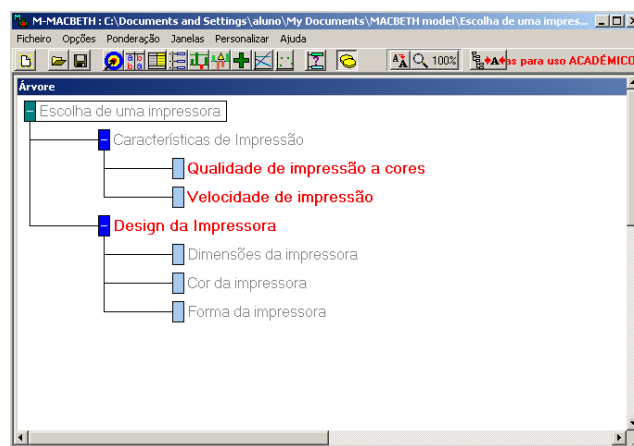 M-MACBETH : C:\Documents and Settings\aluno\My Documents\MACBETH model\Escolha de uma impres...
Ficheiro Opções Ponderação Janelas Personalizar Ajuda
100% as para uso ACADÉMICO
Árvore
Escolha de uma impressora
Características de Impressão
Qualidade de impressão a cores
Velocidade de impressão
Design da Impressora
Dimensões da impressora
Cor da impressora
Forma da impressora